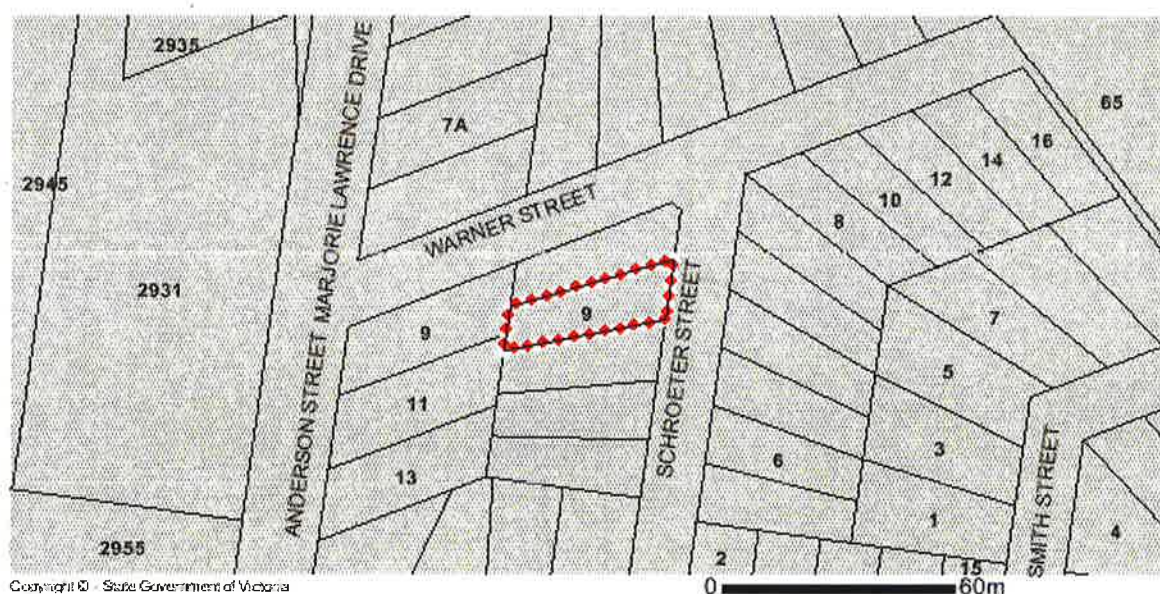 2935
65
7A
16
14
12
10
8
2945
MARJORIE LAWRENCE DRIVE
WARNER STREET
2931
9
9
7
5
11
SCHROETER STREET
ANDERSON STREET
13
6
3
1
SMITH STREET
4
2955
2
15
Copyright © - State Government of Victoria
0 60m